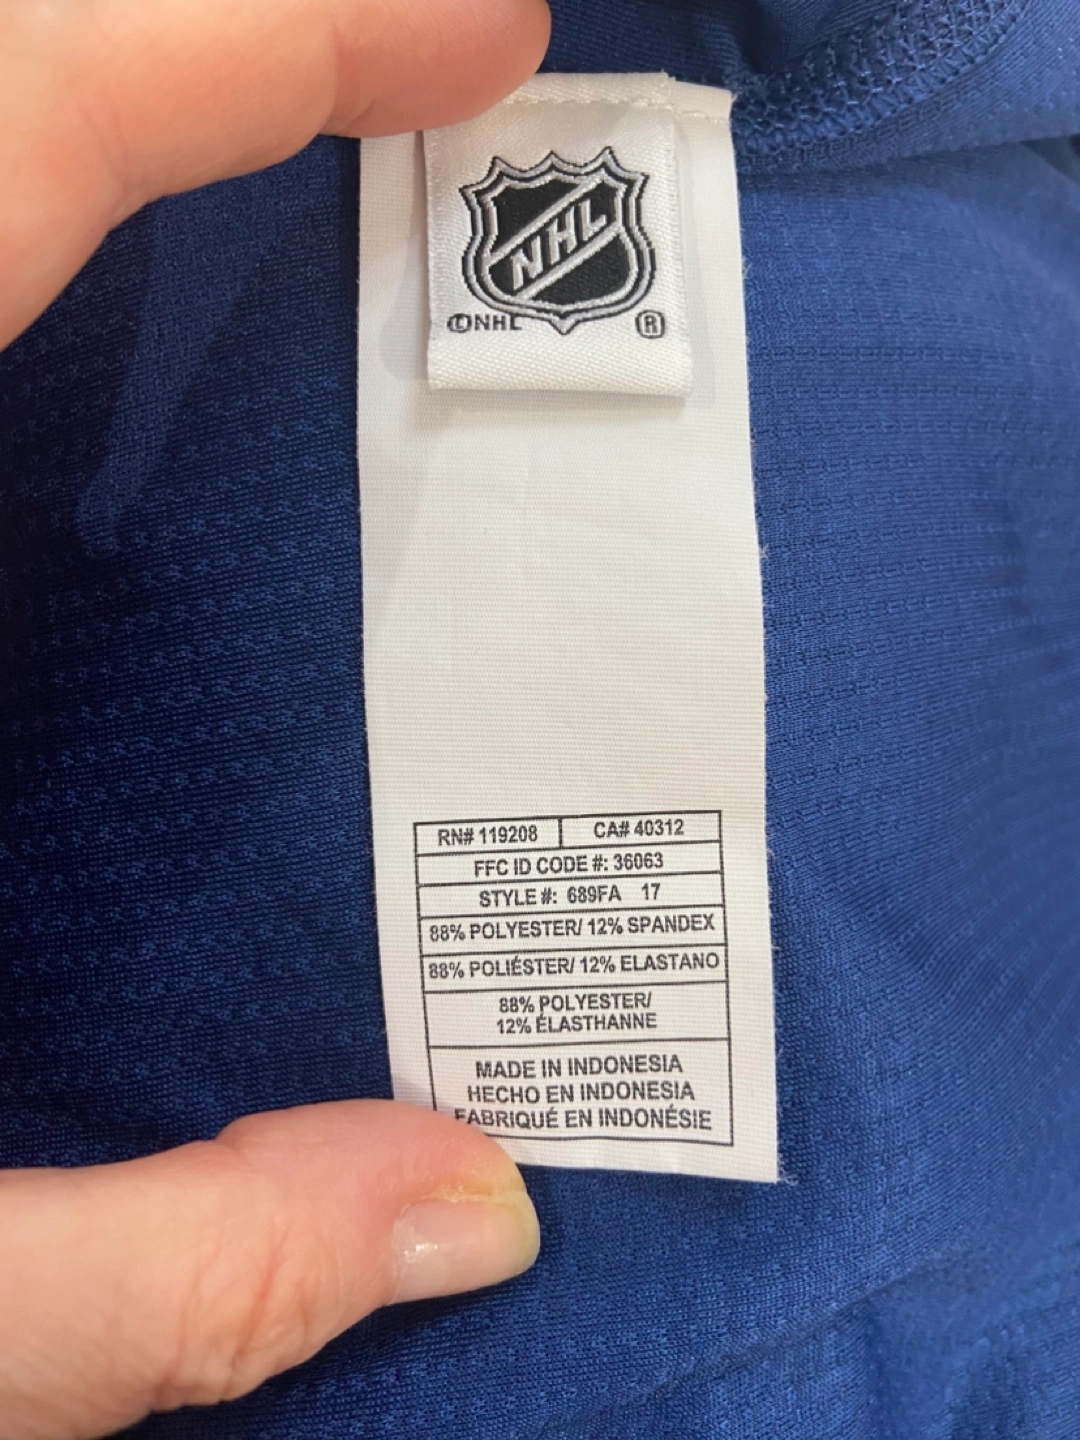 NHL
©NHL ®
RN# 119208 CA# 40312
FFC ID CODE #: 36063
STYLE #: 689FA 17
88% POLYESTER/ 12% SPANDEX
88% POLIÉSTER/ 12% ELASTANO
88% POLYESTER/
12% ÉLASTHANNE
MADE IN INDONESIA
HECHO EN INDONESIA
FABRIQUÉ EN INDONÉSIE